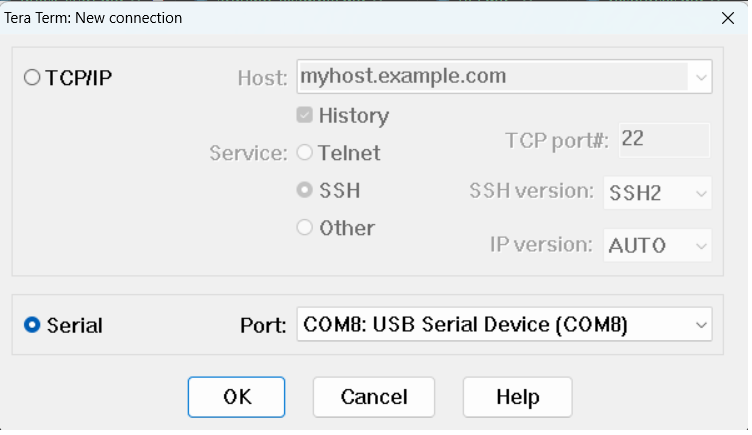 Tera Term: New connection
TCP/IP
Host: myhost.example.com
History
Service: Telnet
TCP port#: 22
SSH
SSH version: SSH2
Other
IP version: AUTO
Serial
Port: COM8: USB Serial Device (COM8)
OK
Cancel
Help